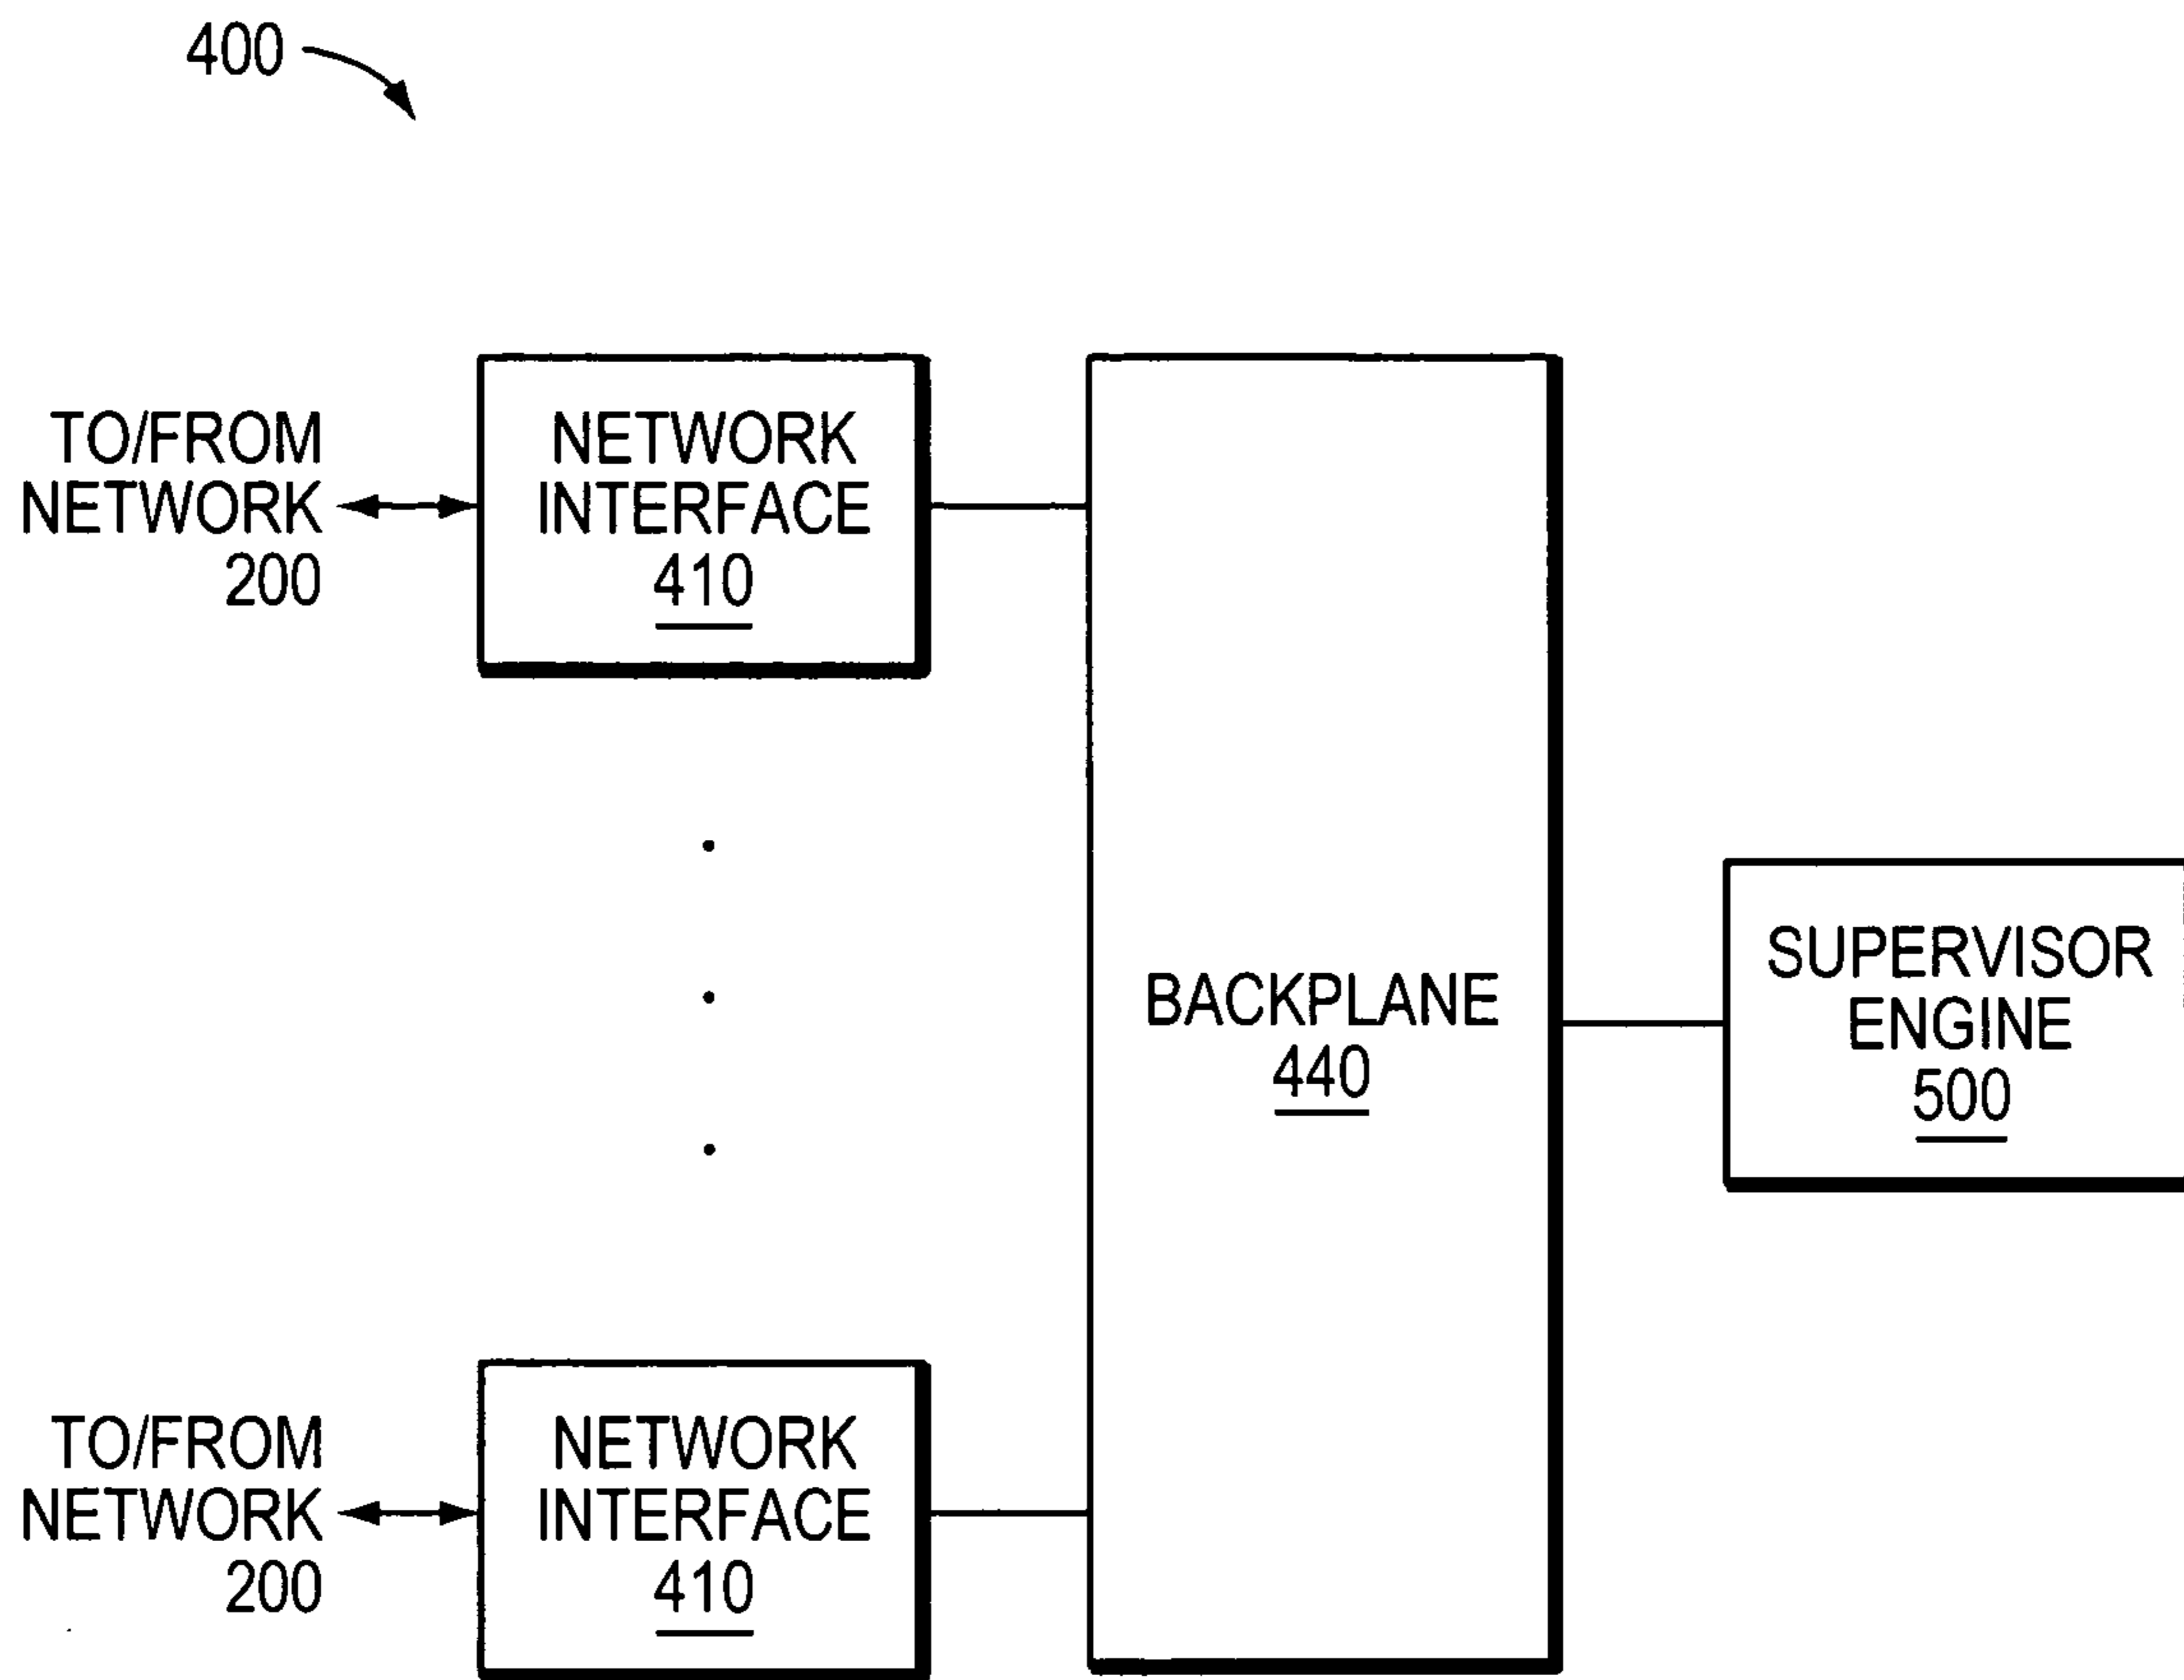 400
TO/FROM
NETWORK
200
NETWORK
INTERFACE
410
BACKPLANE
440
SUPERVISOR
ENGINE
500
TO/FROM
NETWORK
200
NETWORK
INTERFACE
410